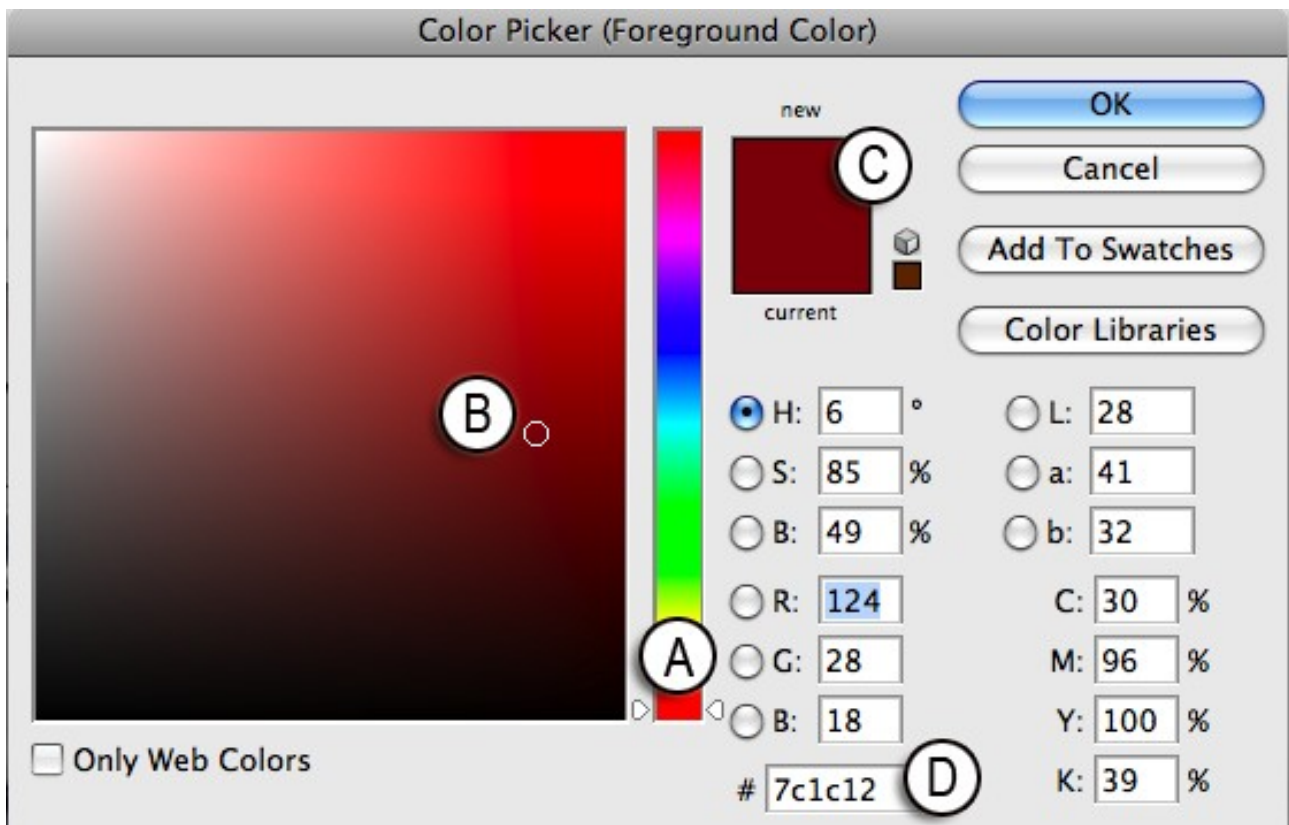 Color Picker (Foreground Color)
new
C
current
OK
Cancel
Add To Swatches
Color Libraries
B
A
H: 6 °
L: 28
S: 85 %
a: 41
B: 49 %
b: 32
R: 124
C: 30 %
G: 28
M: 96 %
B: 18
Y: 100 %
# 7c1c12
D
K: 39 %
Only Web Colors